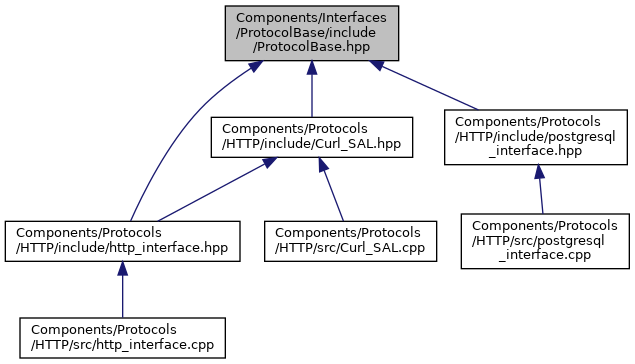 Components/Interfaces
/ProtocolBase/include
/ProtocolBase.hpp
Components/Protocols
/HTTP/include/Curl_SAL.hpp
Components/Protocols
/HTTP/include/postgresql
_interface.hpp
Components/Protocols
/HTTP/include/http_interface.hpp
Components/Protocols
/HTTP/src/Curl_SAL.cpp
Components/Protocols
/HTTP/src/postgresql
_interface.cpp
Components/Protocols
/HTTP/src/http_interface.cpp